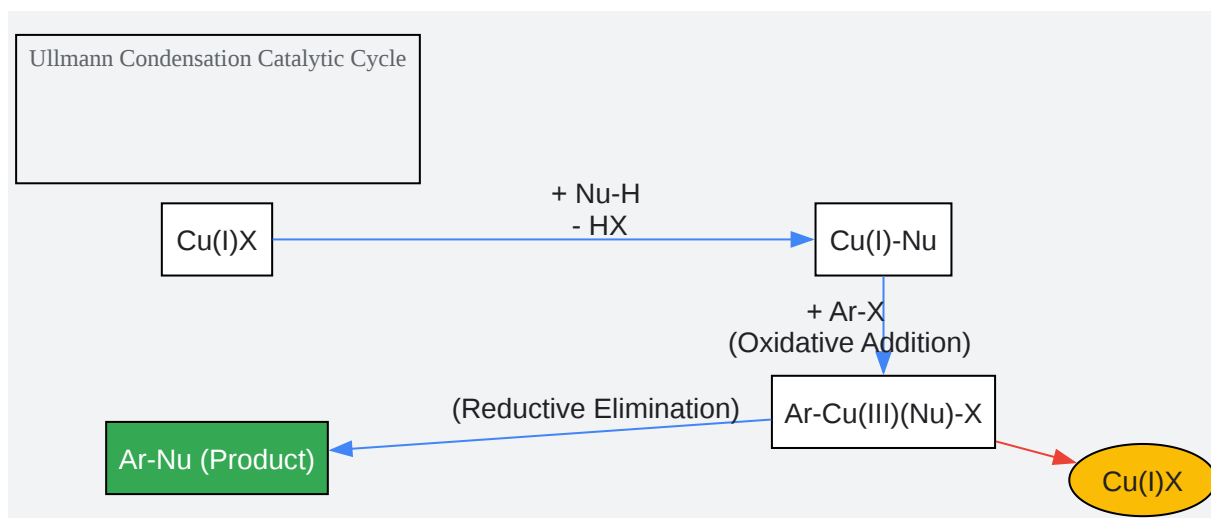 Ullmann Condensation Catalytic Cycle
+ Nu-H
- HX
Cu(I)X
Cu(I)-Nu
+ Ar-X
(Oxidative Addition)
(Reductive Elimination)
Ar-Cu(III)(Nu)-X
Ar-Nu (Product)
Cu(I)X